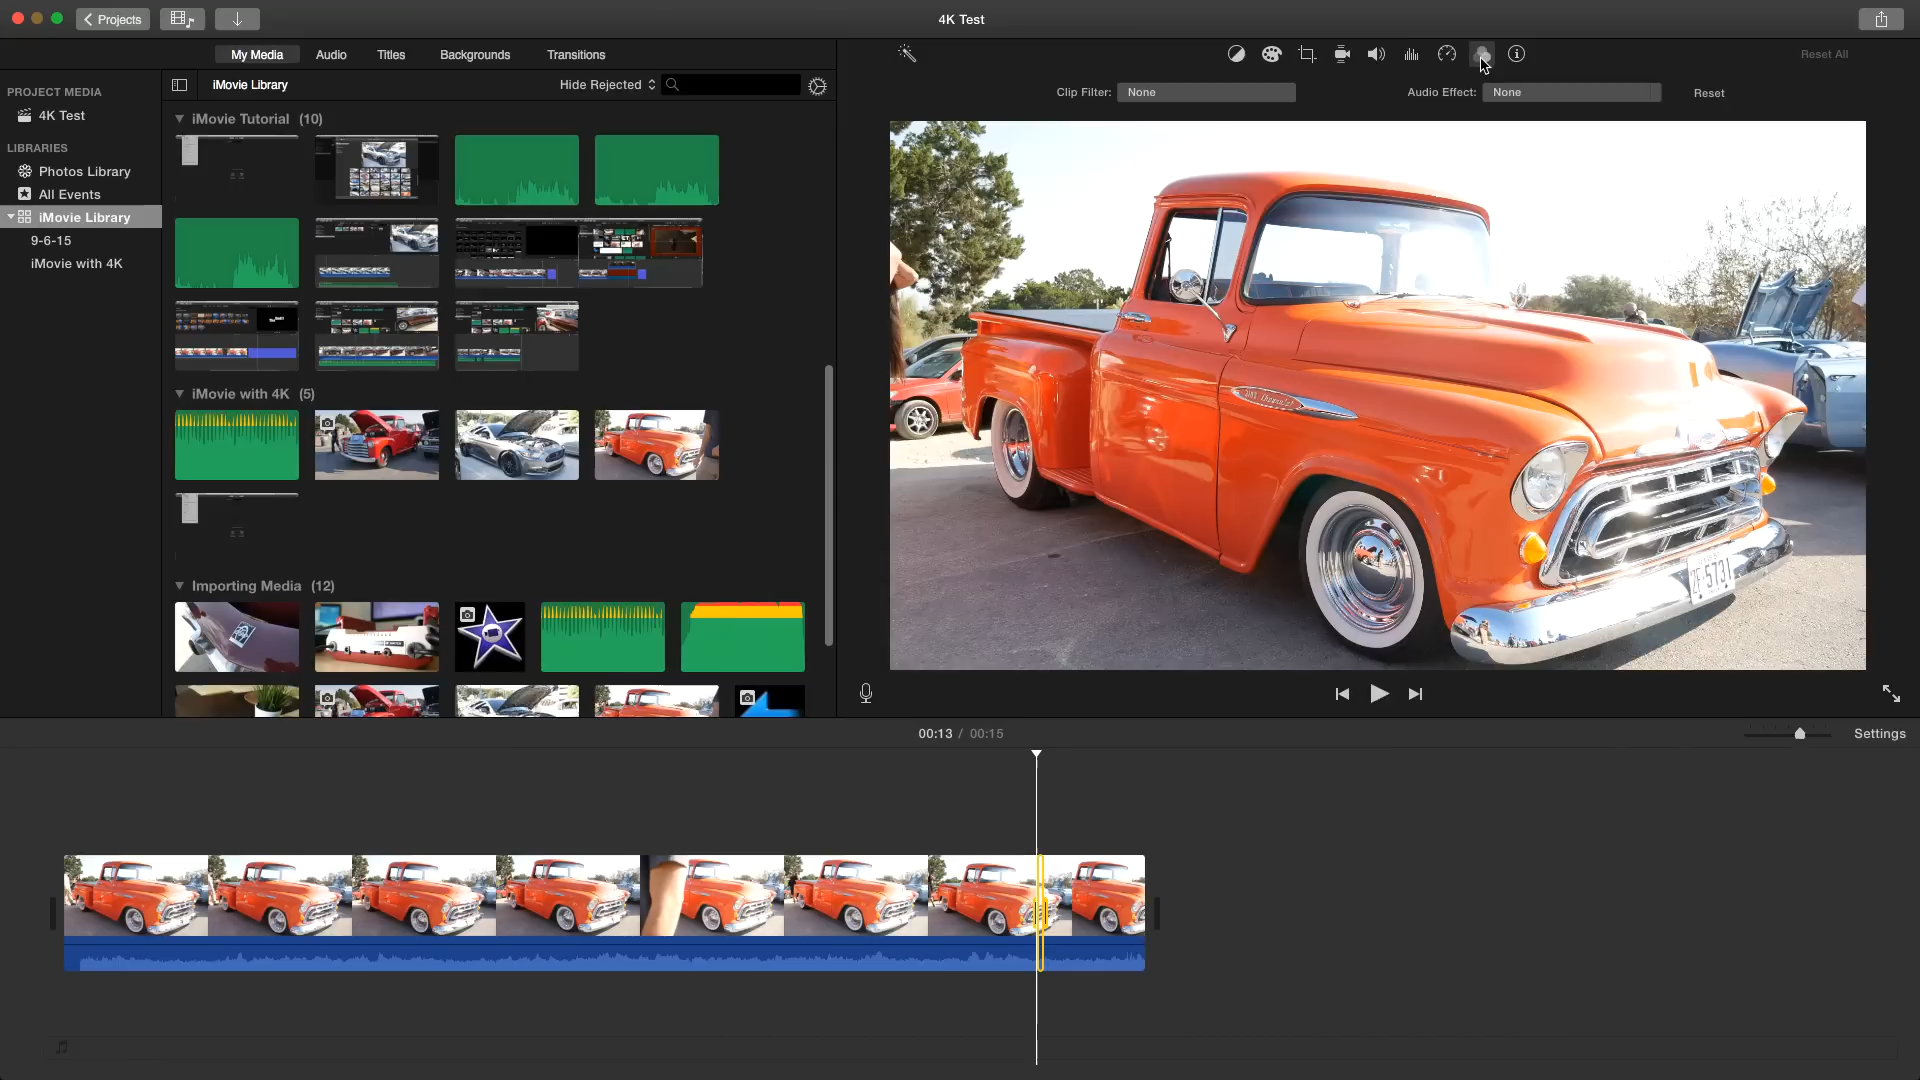 Projects
4K Test
My Media Audio Titles Backgrounds Transitions
Reset All
PROJECT MEDIA
4K Test
LIBRARIES
Photos Library
All Events
iMovie Library
9-6-15
iMovie with 4K
iMovie Library
Hide Rejected
Clip Filter: None
Audio Effect: None
Reset
iMovie Tutorial (10)
iMovie with 4K (5)
Importing Media (12)
00:13 / 00:15
Settings